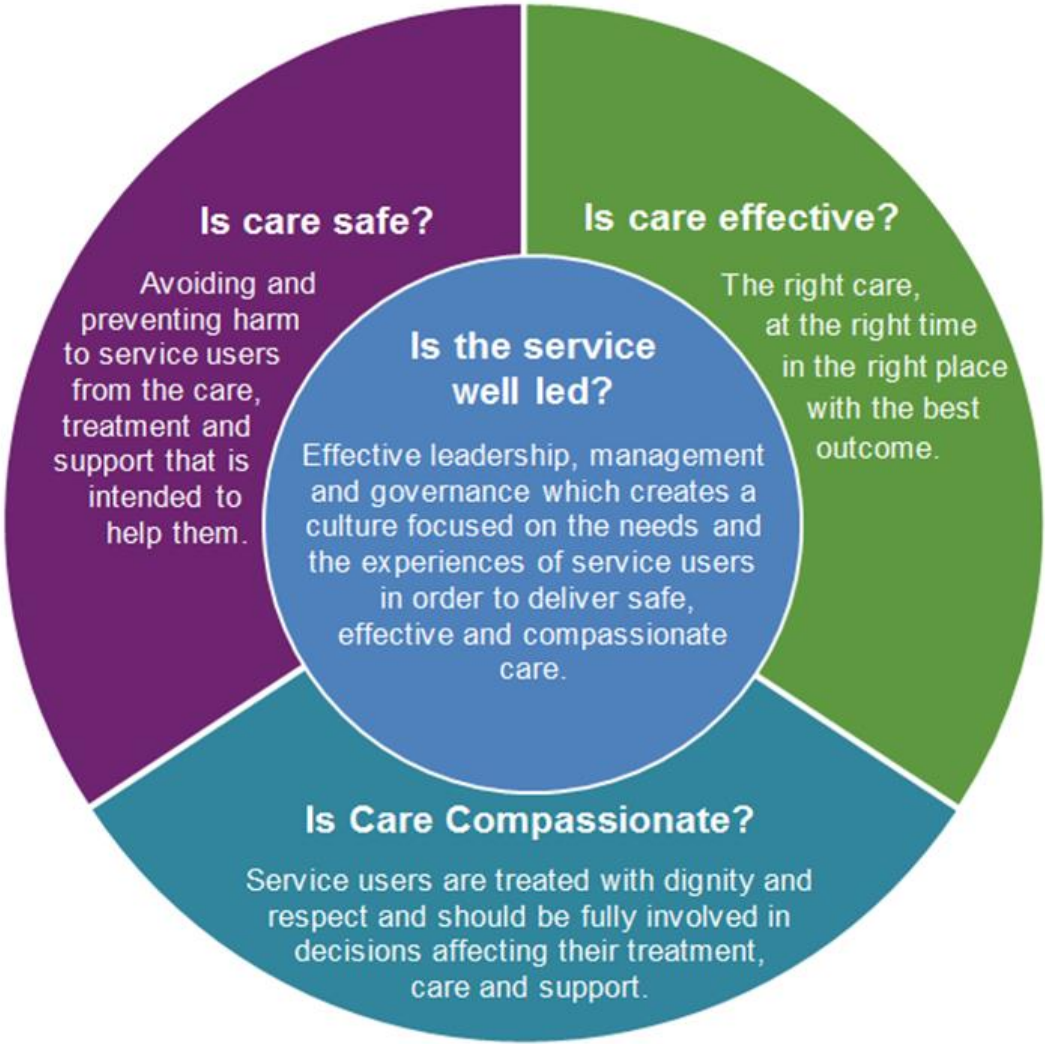 Is care safe?
Avoiding and
preventing harm
to service users
from the care,
treatment and
support that is
intended to
help them.
Is care effective?
The right care,
at the right time
in the right place
with the best
outcome.
Is the service
well led?
Effective leadership, management
and governance which creates a
culture focused on the needs and
the experiences of service users
in order to deliver safe,
effective and compassionate
care.
Is Care Compassionate?
Service users are treated with dignity and
respect and should be fully involved in
decisions affecting their treatment,
care and support.